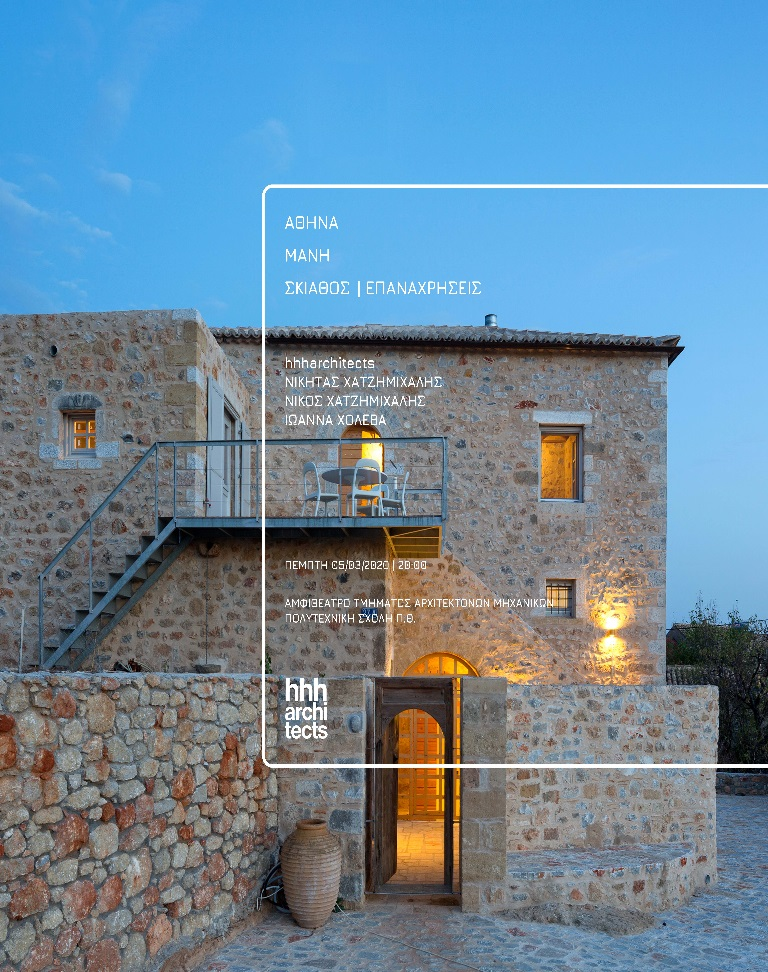 ΑΘΗΝΑ
ΜΑΝΗ
ΣΚΙΑΘΟΣ | ΕΠΑΝΑΧΡΗΣΕΙΣ
hhharchitects
ΝΙΚΗΤΑΣ ΧΑΤΖΗΜΙΧΑΛΗΣ
ΝΙΚΟΣ ΧΑΤΖΗΜΙΧΑΛΗΣ
ΙΩΑΝΝΑ ΧΟΛΕΒΑ
ΠΕΜΠΤΗ 05/03/2020 | 20:00
ΑΜΦΙΘΕΑΤΡΟ ΤΜΗΜΑΤΟΣ ΑΡΧΙΤΕΚΤΟΝΩΝ ΜΗΧΑΝΙΚΩΝ
ΠΟΛΥΤΕΧΝΙΚΗ ΣΧΟΛΗ Π.Θ.
hhh
archi
tects